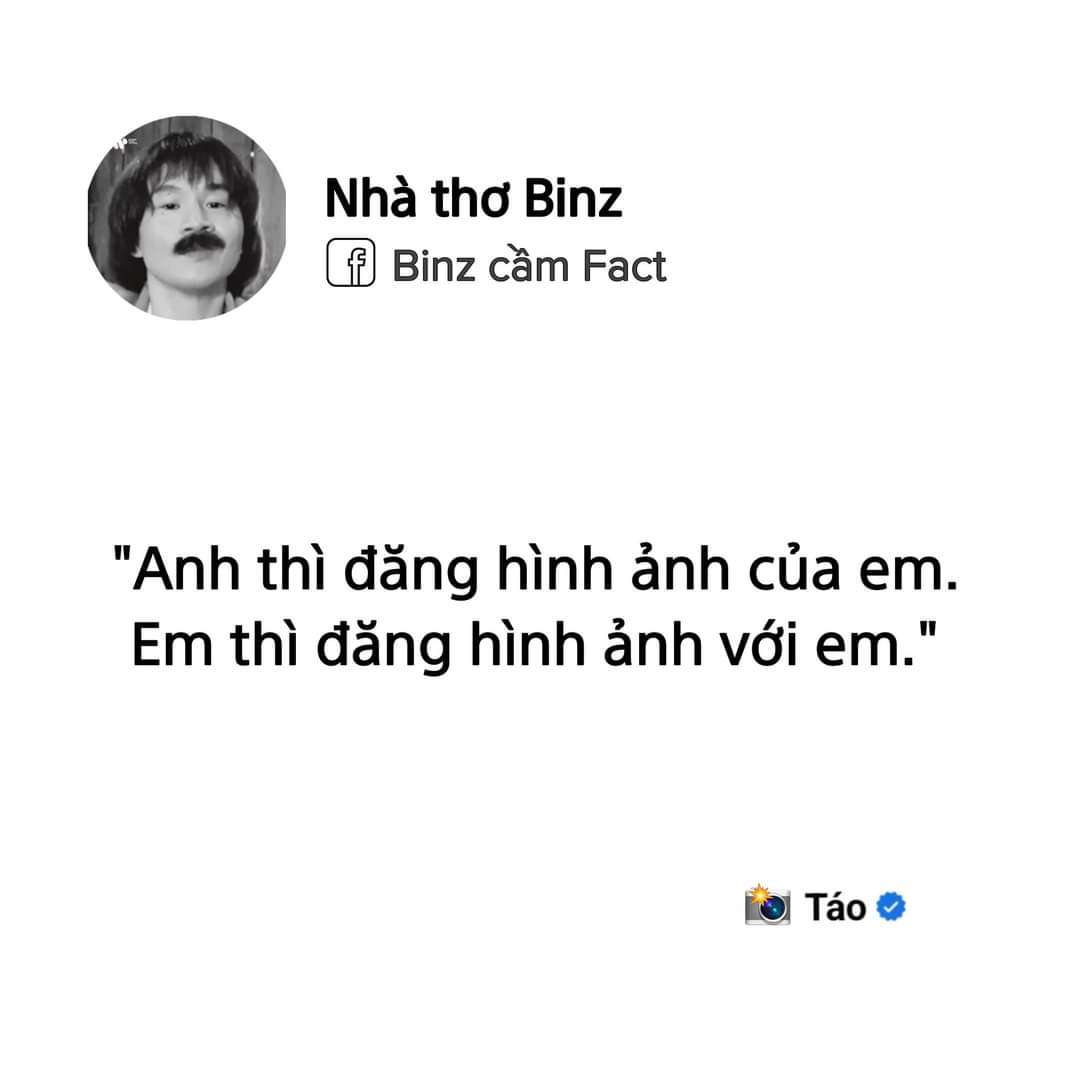 Nhà thơ Binz
Binz cầm Fact
"Anh thì đăng hình ảnh của em.
Em thì đăng hình ảnh với em."
Táo